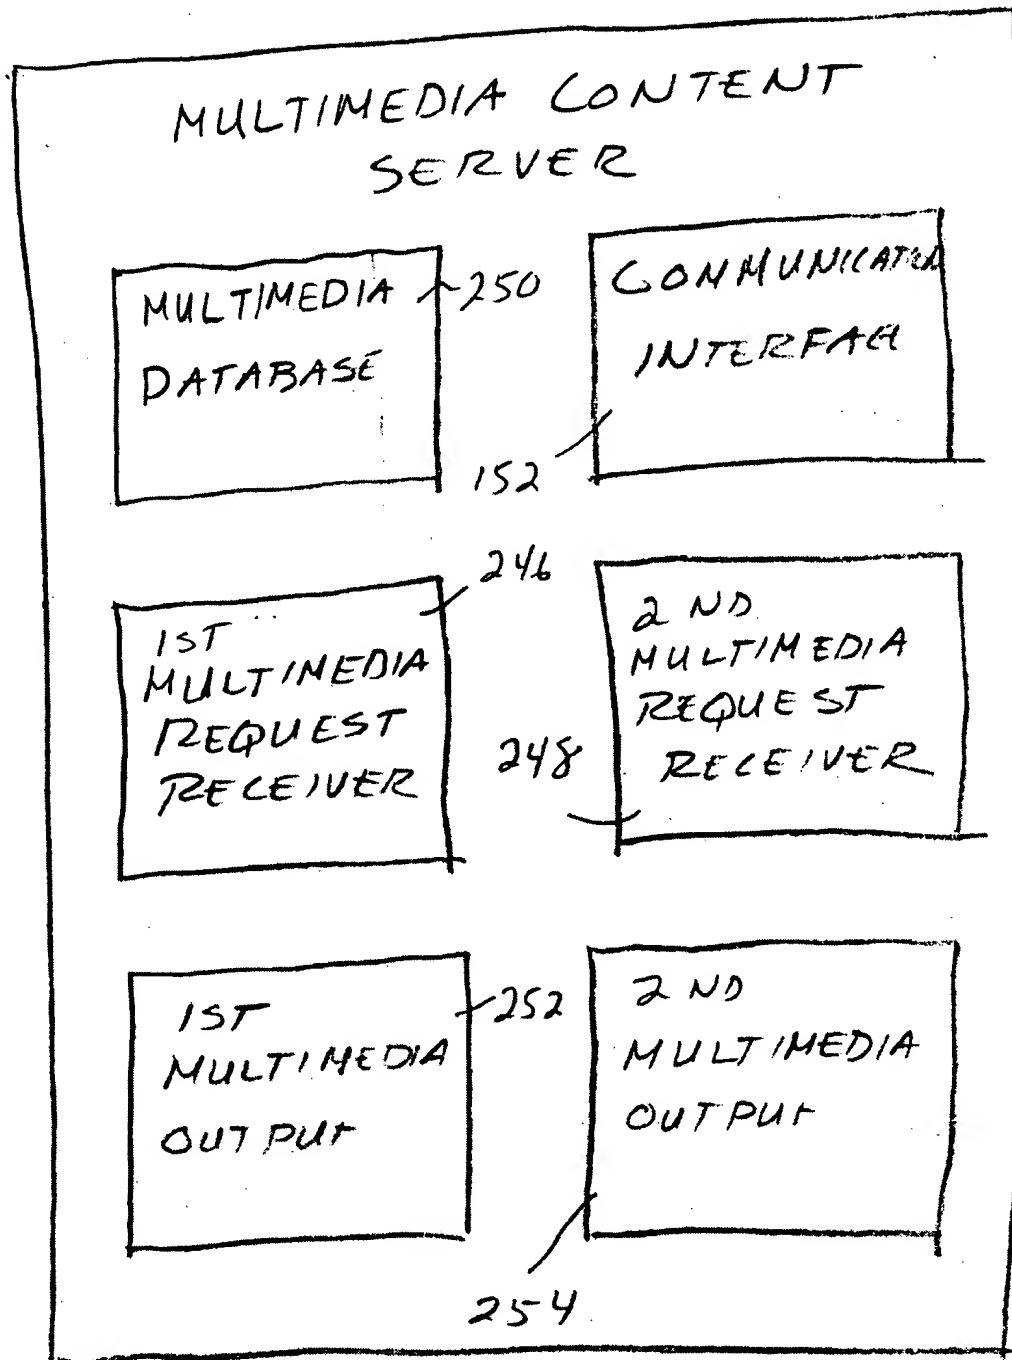 MULTIMEDIA CONTENT
SERVER
MULTIMEDIA
DATABASE
250
COMMUNICATION
INTERFACE
152
1ST
MULTIMEDIA
REQUEST
RECEIVER
246
2ND
MULTIMEDIA
REQUEST
RECEIVER
248
1ST
MULTIMEDIA
OUTPUT
252
2ND
MULTIMEDIA
OUTPUT
254